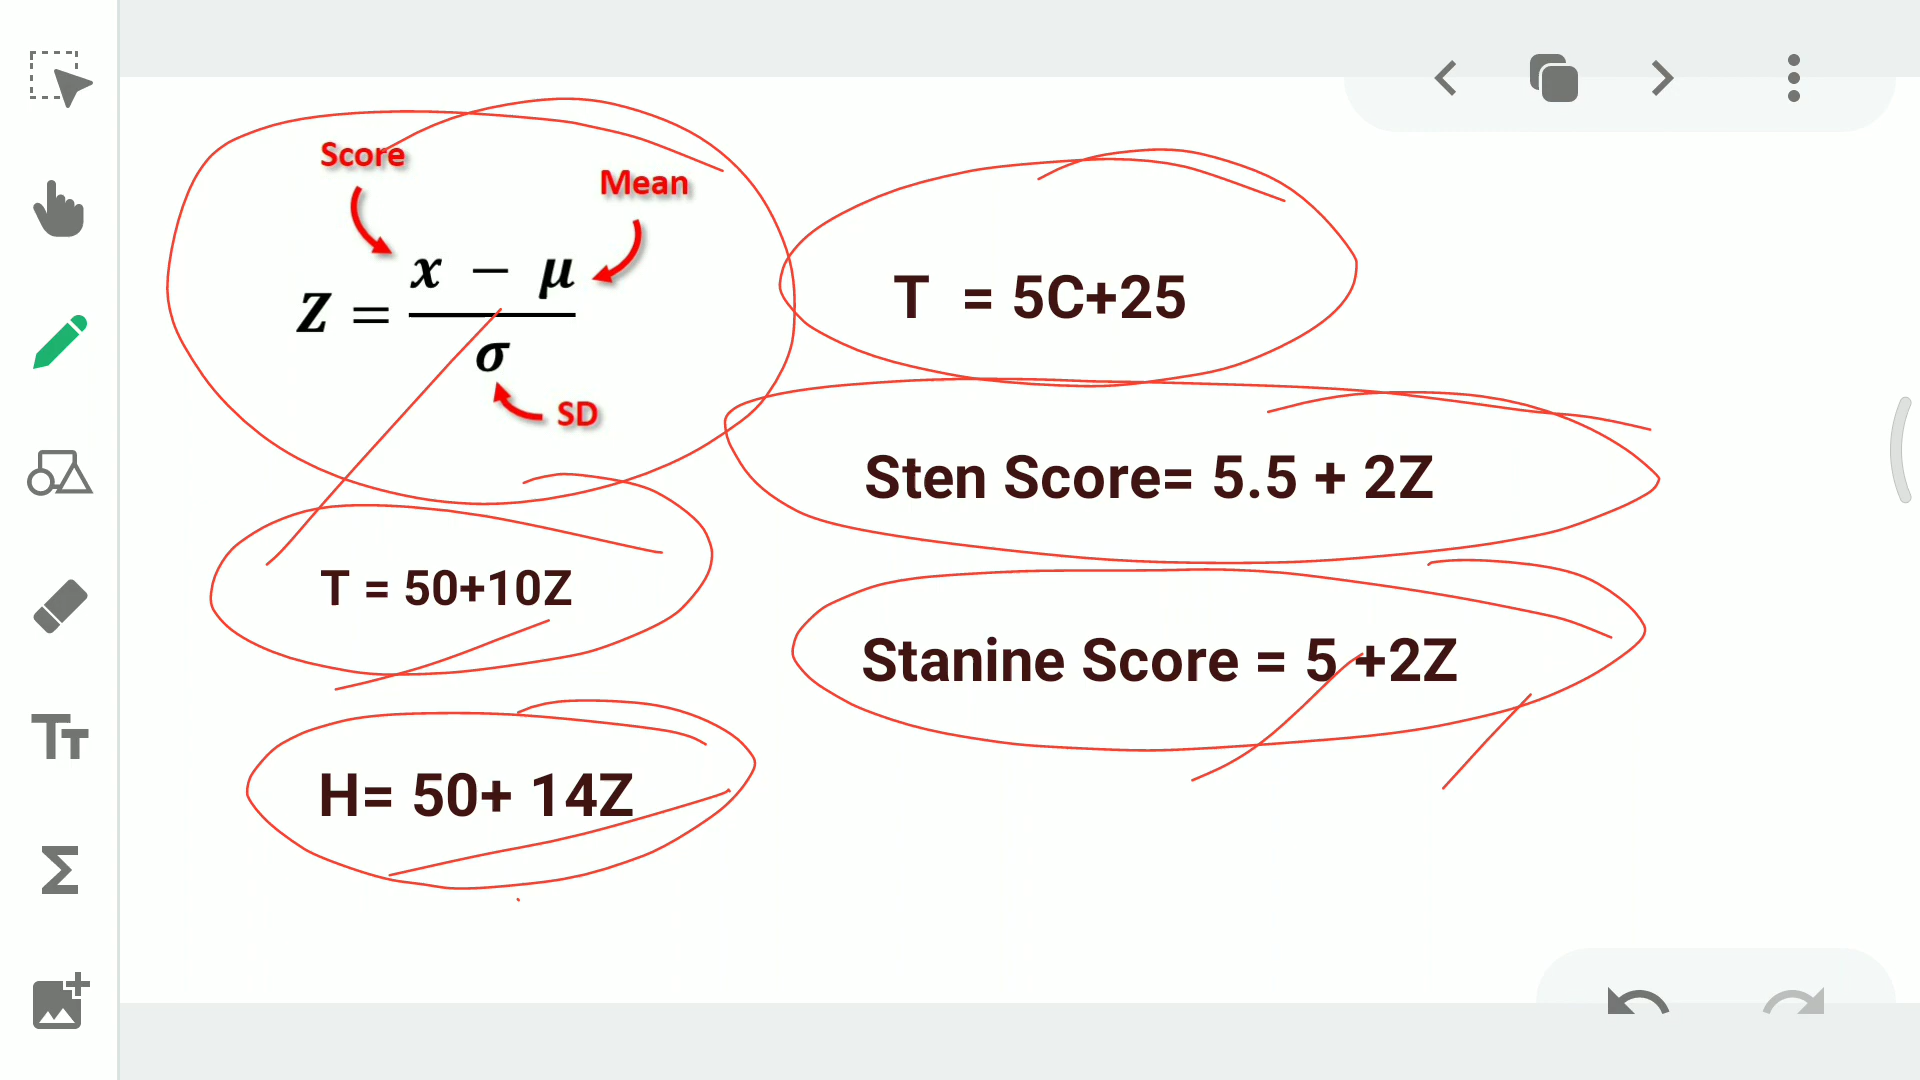 Score
Mean
Z = x − μ
σ
SD
T = 50+10Z
H= 50+ 14Z
T = 5C+25
Sten Score= 5.5 + 2Z
Stanine Score = 5 +2Z